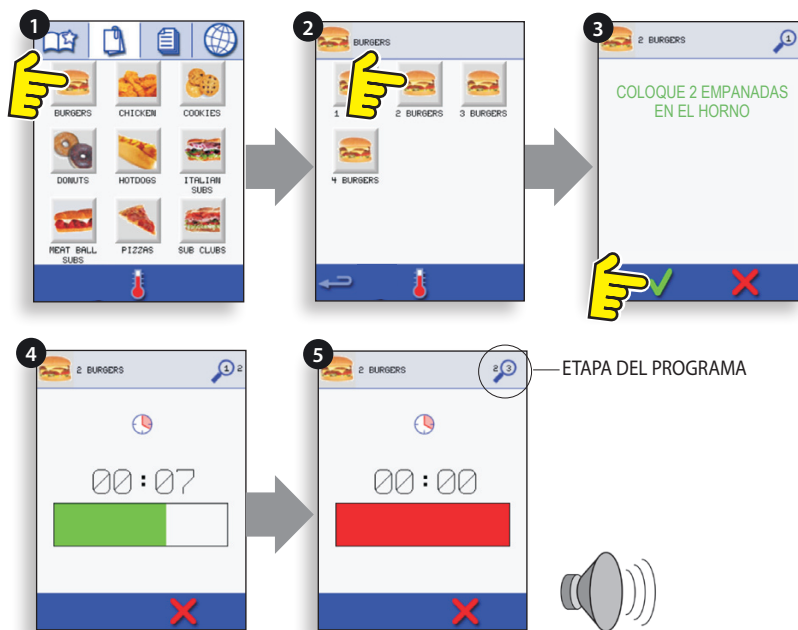 1
BURGERS
CHICKEN
COOKIES
DONUTS
HOTDOGS
ITALIAN
SUBS
MEAT BALL
SUBS
PIZZAS
SUB CLUBS
2
BURGERS
1
2 BURGERS
3 BURGERS
4 BURGERS
3
2 BURGERS
1
COLOQUE 2 EMPANADAS
EN EL HORNO
4
2 BURGERS
1 2
00:07
5
2 BURGERS
2 3
ETAPA DEL PROGRAMA
00:00